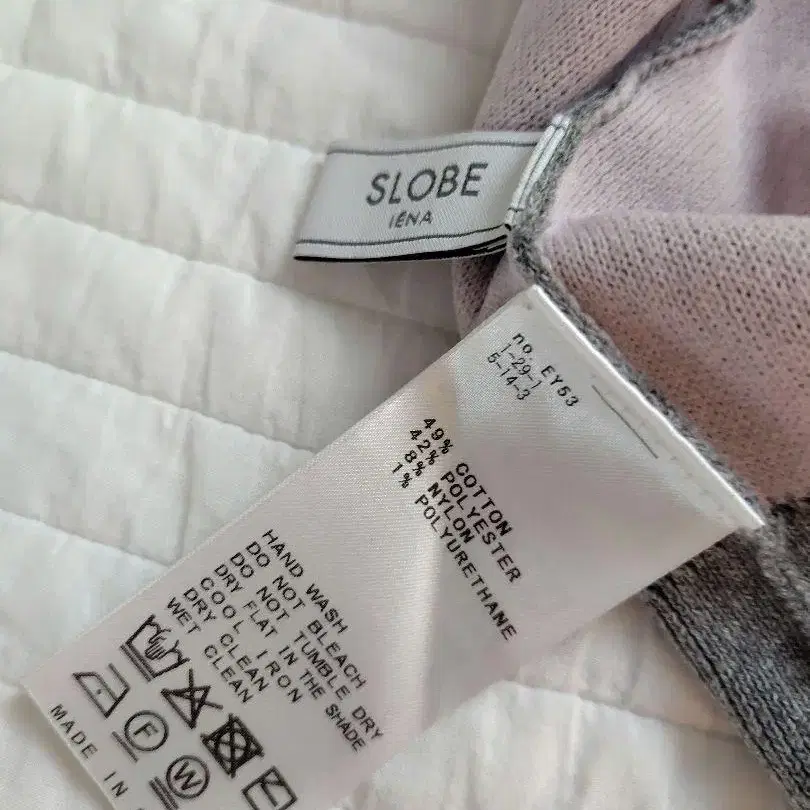 SLOBE
IÉNA
no. EY53
1-29-1
5-14-3
49% COTTON
42% POLYESTER
8% NYLON
1% POLYURETHANE
HAND WASH
DO NOT BLEACH
DO NOT TUMBLE DRY
DRY FLAT IN THE SHADE
COOL IRON
DRY CLEAN
WET CLEAN
F
W
MADE IN